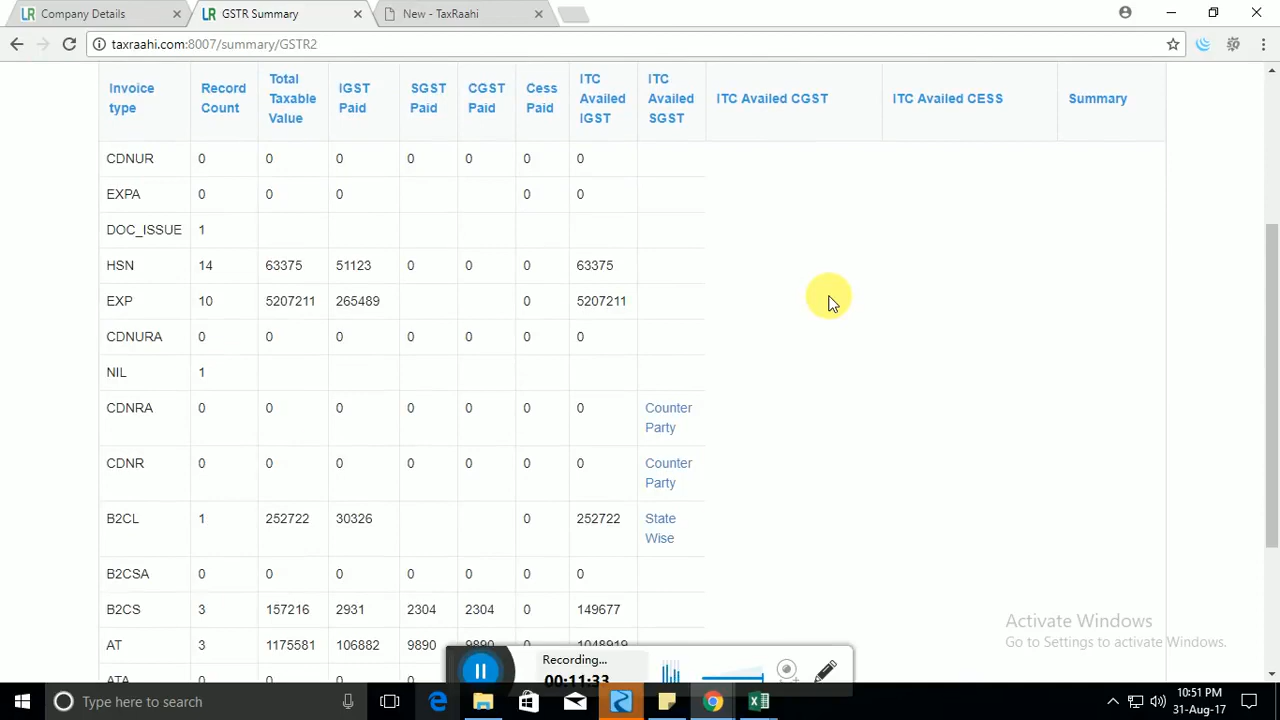 Company Details
GSTR Summary
New - TaxRaahi
taxraahi.com:8007/summary/GSTR2
Invoice type Record Count Total Taxable Value IGST Paid SGST Paid CGST Paid Cess Paid ITC Availed IGST ITC Availed SGST ITC Availed CGST ITC Availed CESS Summary
CDNUR 0 0 0 0 0 0 0
EXPA 0 0 0 0 0
DOC_ISSUE 1
HSN 14 63375 51123 0 0 0 63375
EXP 10 5207211 265489 0 5207211
CDNURA 0 0 0 0 0 0 0
NIL 1
CDNRA 0 0 0 0 0 0 0 Counter Party
CDNR 0 0 0 0 0 0 0 Counter Party
B2CL 1 252722 30326 0 252722 State Wise
B2CSA 0 0 0 0 0 0 0
B2CS 3 157216 2931 2304 2304 0 149677
AT 3 1175581 106882 9890 9890 0 1048919
ATA
Activate Windows
Go to Settings to activate Windows.
Recording...
00:11:33
Type here to search
10:51 PM
31-Aug-17